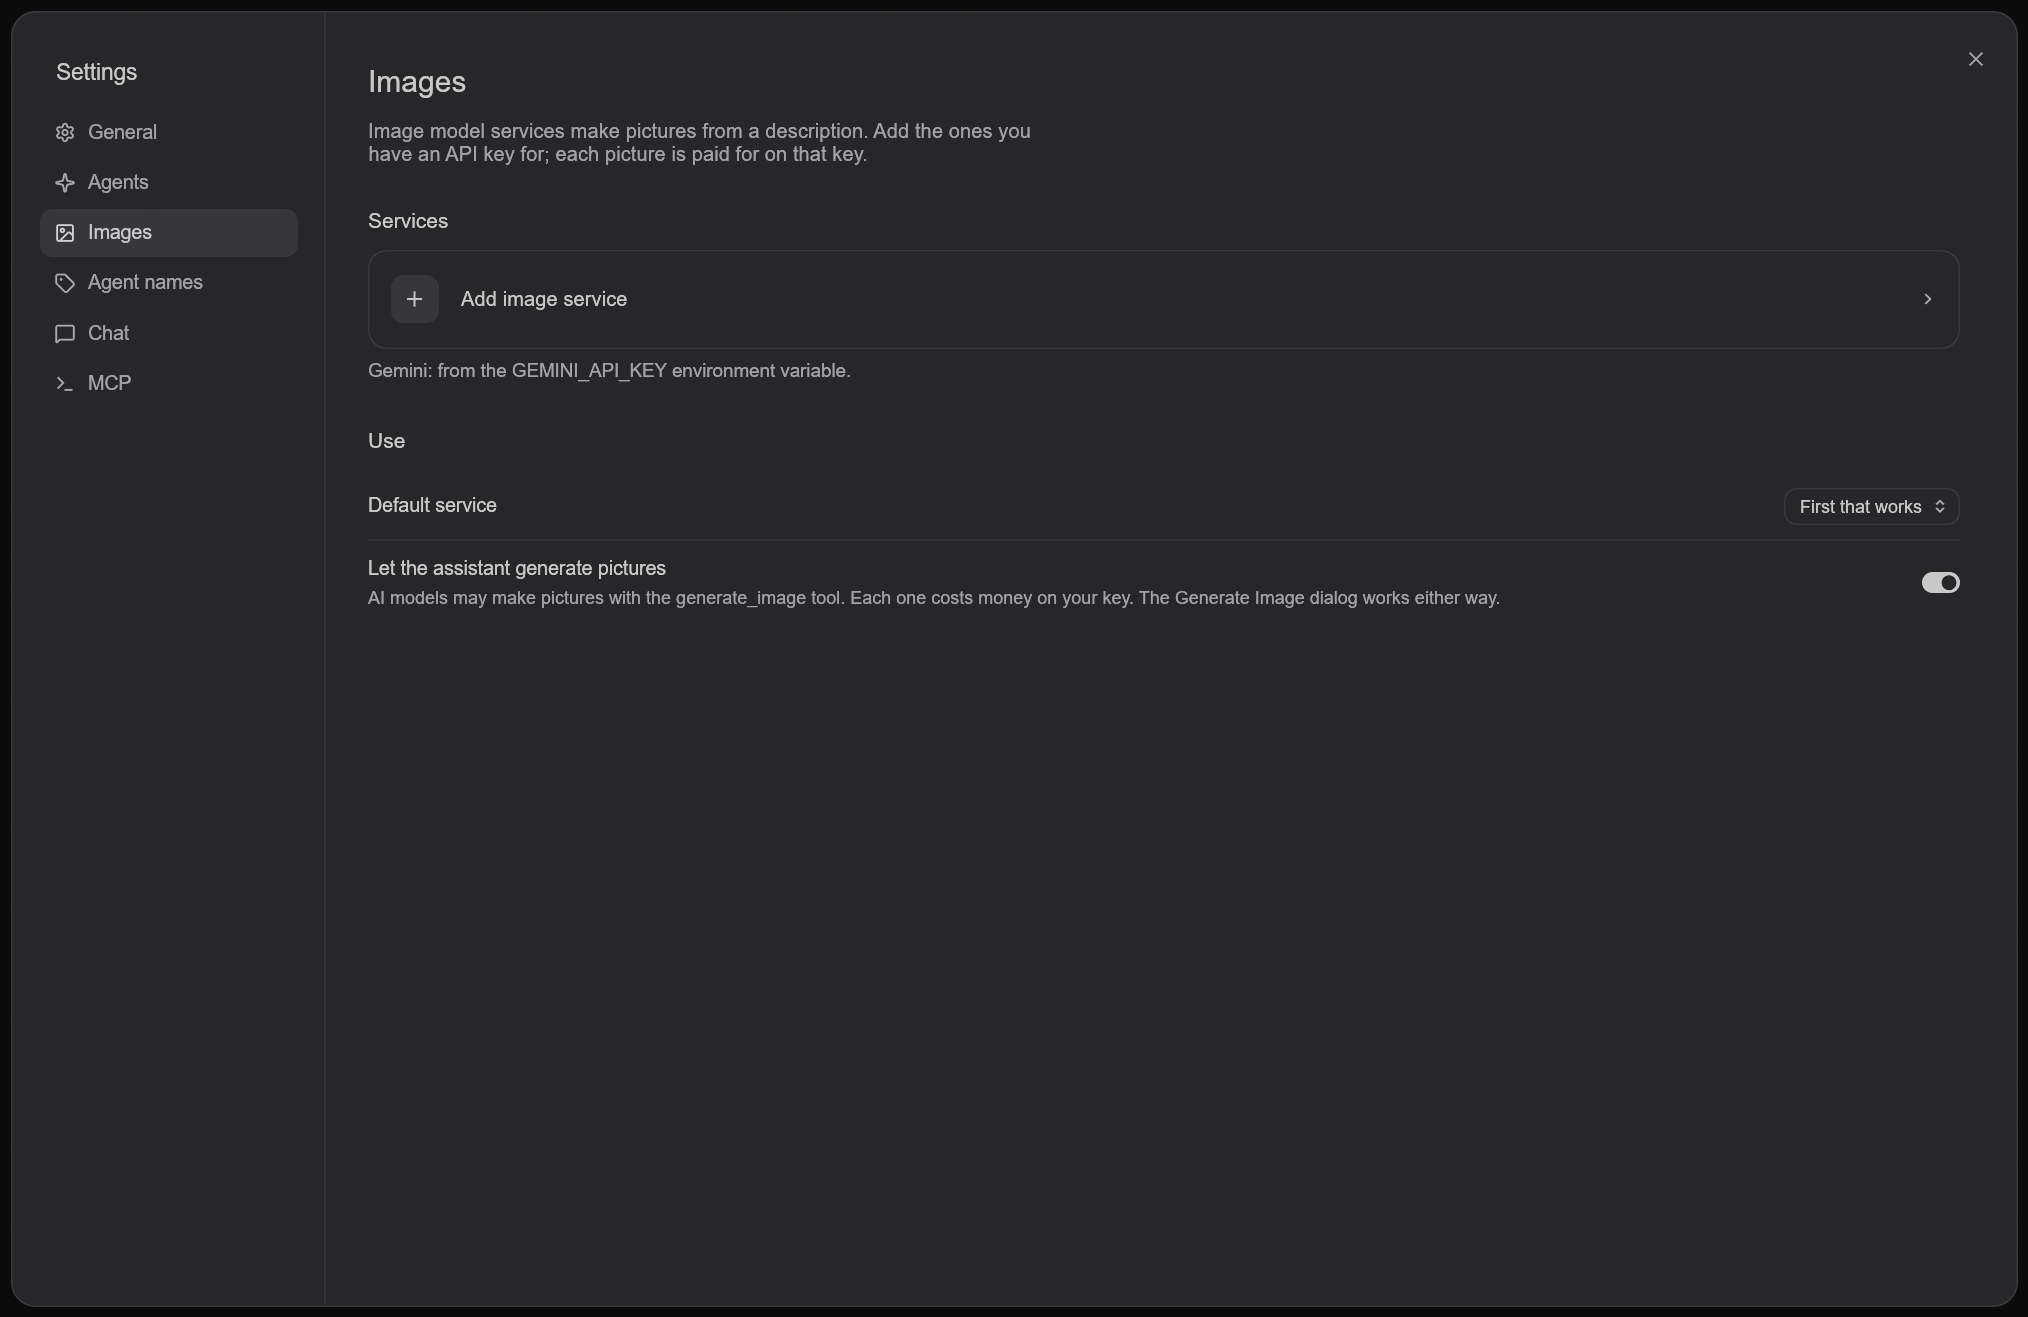 Settings
General
Agents
Images
Agent names
Chat
MCP
Images
Image model services make pictures from a description. Add the ones you
have an API key for; each picture is paid for on that key.
Services
Add image service
Gemini: from the GEMINI_API_KEY environment variable.
Use
Default service
First that works
Let the assistant generate pictures
AI models may make pictures with the generate_image tool. Each one costs money on your key. The Generate Image dialog works either way.